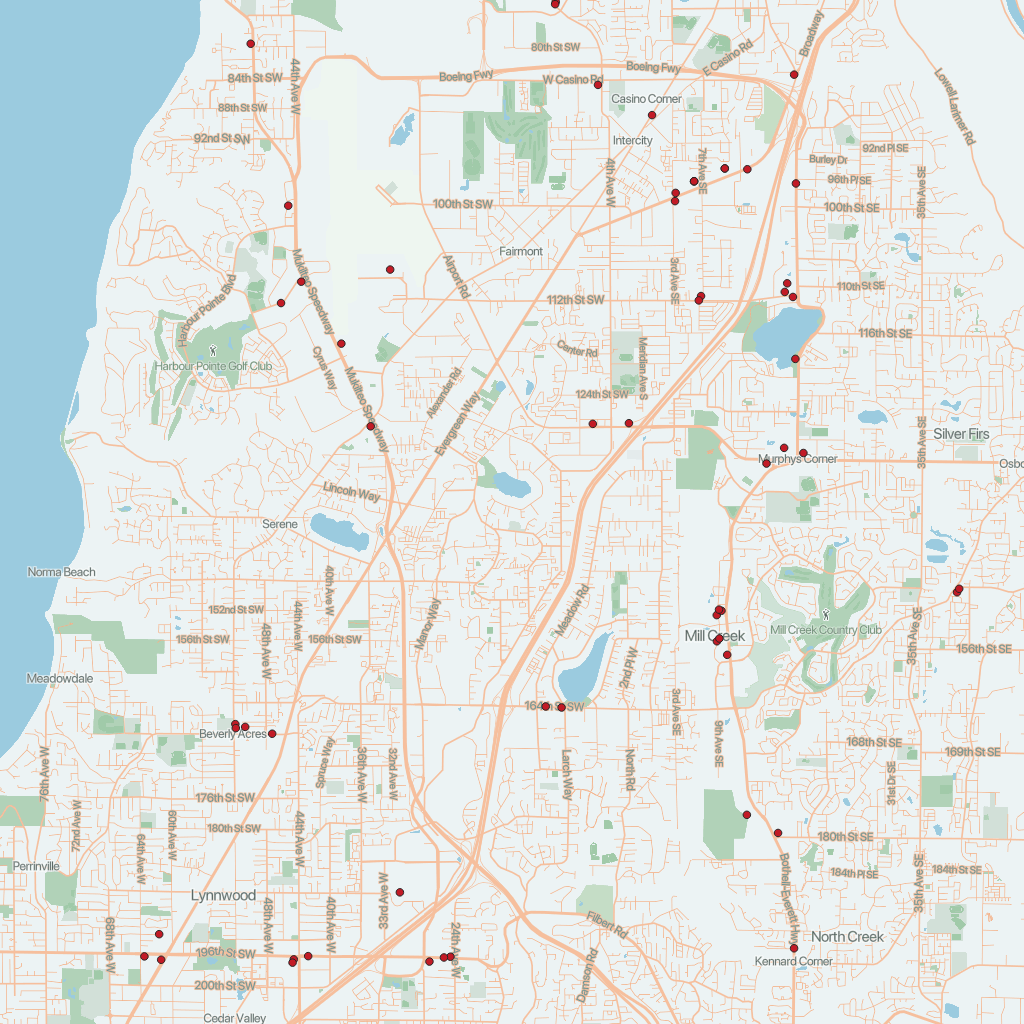 80th St SW
Broadway
E Casino Rd
Boeing Fwy
Boeing Fwy
84th St SW
44th Ave W
W Casino Rd
Lowell Larimer Rd
Casino Corner
88th St SW
92nd St SW
Intercity
92nd Pl SE
Burley Dr
7th Ave SE
96th Pl SE
4th Ave W
35th Ave SE
100th St SW
100th St SE
Fairmont
Mukilteo Speedway
Airport Rd
3rd Ave SE
110th St SE
Harbour Pointe Blvd
112th St SW
116th St SE
Canter Rd
Meridian Ave S
Harbour Pointe Golf Club
Cyrus Way
Mukilteo Speedway
Alexander Rd
124th St SW
Evergreen Way
35th Ave SE
Silver Firs
Murphys Corner
Osbo
Lincoln Way
Serene
Norma Beach
40th Ave W
Meadow Rd
152nd St SW
44th Ave W
Manor Way
Mill Creek
Mill Creek Country Club
35th Ave SE
156th St SW
156th St SW
48th Ave W
156th St SE
2nd Pl W
Meadowdale
3rd Ave SE
164th St SW
Beverly Acres
9th Ave SE
168th St SE
169th St SE
76th Ave W
Spruce Way
36th Ave W
32nd Ave W
Larch Way
North Rd
31st Dr SE
176th St SW
72nd Ave W
60th Ave W
180th St SW
44th Ave W
180th St SE
64th Ave W
Perrinville
184th Pl SE
184th St SE
35th Ave SE
Lynnwood
33rd Ave W
Bothell-Everett Hwy
48th Ave W
40th Ave W
Filbert Rd
68th Ave W
North Creek
24th Ave W
196th St SW
Kennard Corner
Damson Rd
200th St SW
Cedar Valley